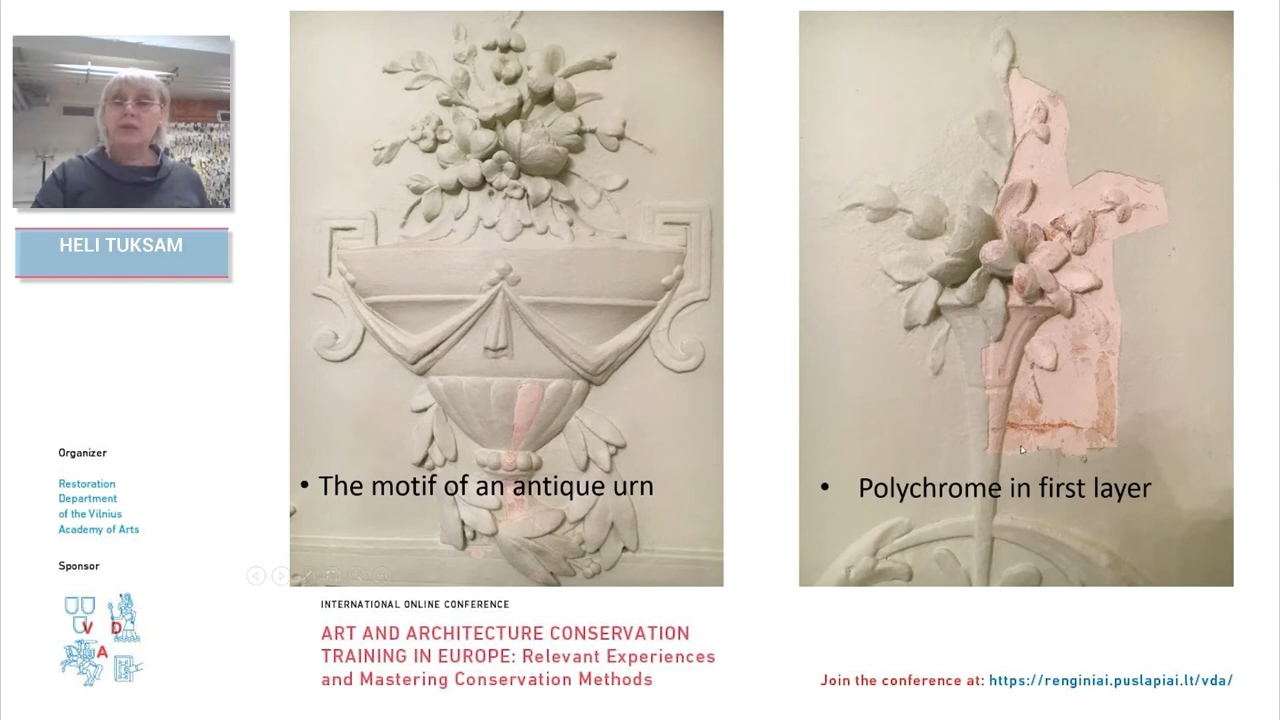 HELI TUKSAM
• The motif of an antique urn
• Polychrome in first layer
Organizer
Restoration
Department
of the Vilnius
Academy of Arts
Sponsor
V D
A
INTERNATIONAL ONLINE CONFERENCE
ART AND ARCHITECTURE CONSERVATION
TRAINING IN EUROPE: Relevant Experiences
and Mastering Conservation Methods
Join the conference at: https://renginiai.puslapiai.lt/vda/